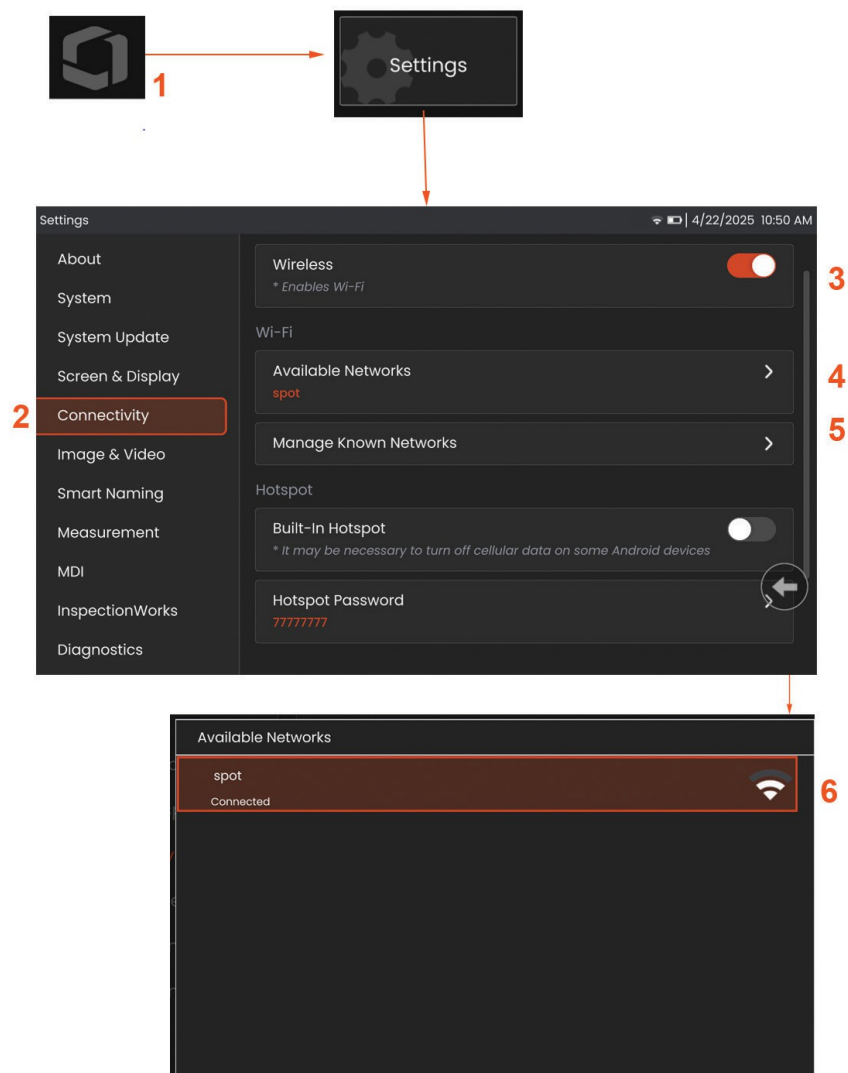 1
Settings
Settings
4/22/2025 10:50 AM
About
System
System Update
Screen & Display
2
Connectivity
Image & Video
Smart Naming
Measurement
MDI
InspectionWorks
Diagnostics
Wireless
* Enables Wi-Fi
3
Wi-Fi
Available Networks
spot
4
Manage Known Networks
5
Hotspot
Built-In Hotspot
* It may be necessary to turn off cellular data on some Android devices
Hotspot Password
77777777
Available Networks
spot
Connected
6